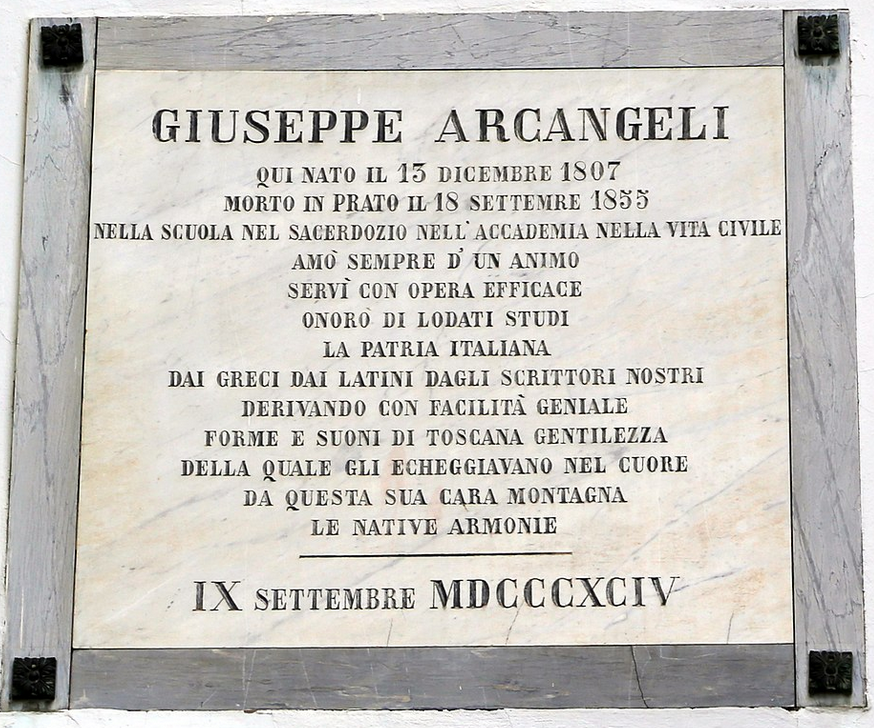 GIUSEPPE ARCANGELI
QUI NATO IL 13 DICEMBRE 1807
MORTO IN PRATO IL 18 SETTEMRE 1855
NELLA SCUOLA NEL SACERDOZIO NELL' ACCADEMIA NELLA VITA CIVILE
AMÒ SEMPRE D' UN ANIMO
SERVÌ CON OPERA EFFICACE
ONORÒ DI LODATI STUDI
LA PATRIA ITALIANA
DAI GRECI DAI LATINI DAGLI SCRITTORI NOSTRI
DERIVANDO CON FACILITÀ GENIALE
FORME E SUONI DI TOSCANA GENTILEZZA
DELLA QUALE GLI ECHEGGIAVANO NEL CUORE
DA QUESTA SUA CARA MONTAGNA
LE NATIVE ARMONIE
IX SETTEMBRE MDCCCXCIV